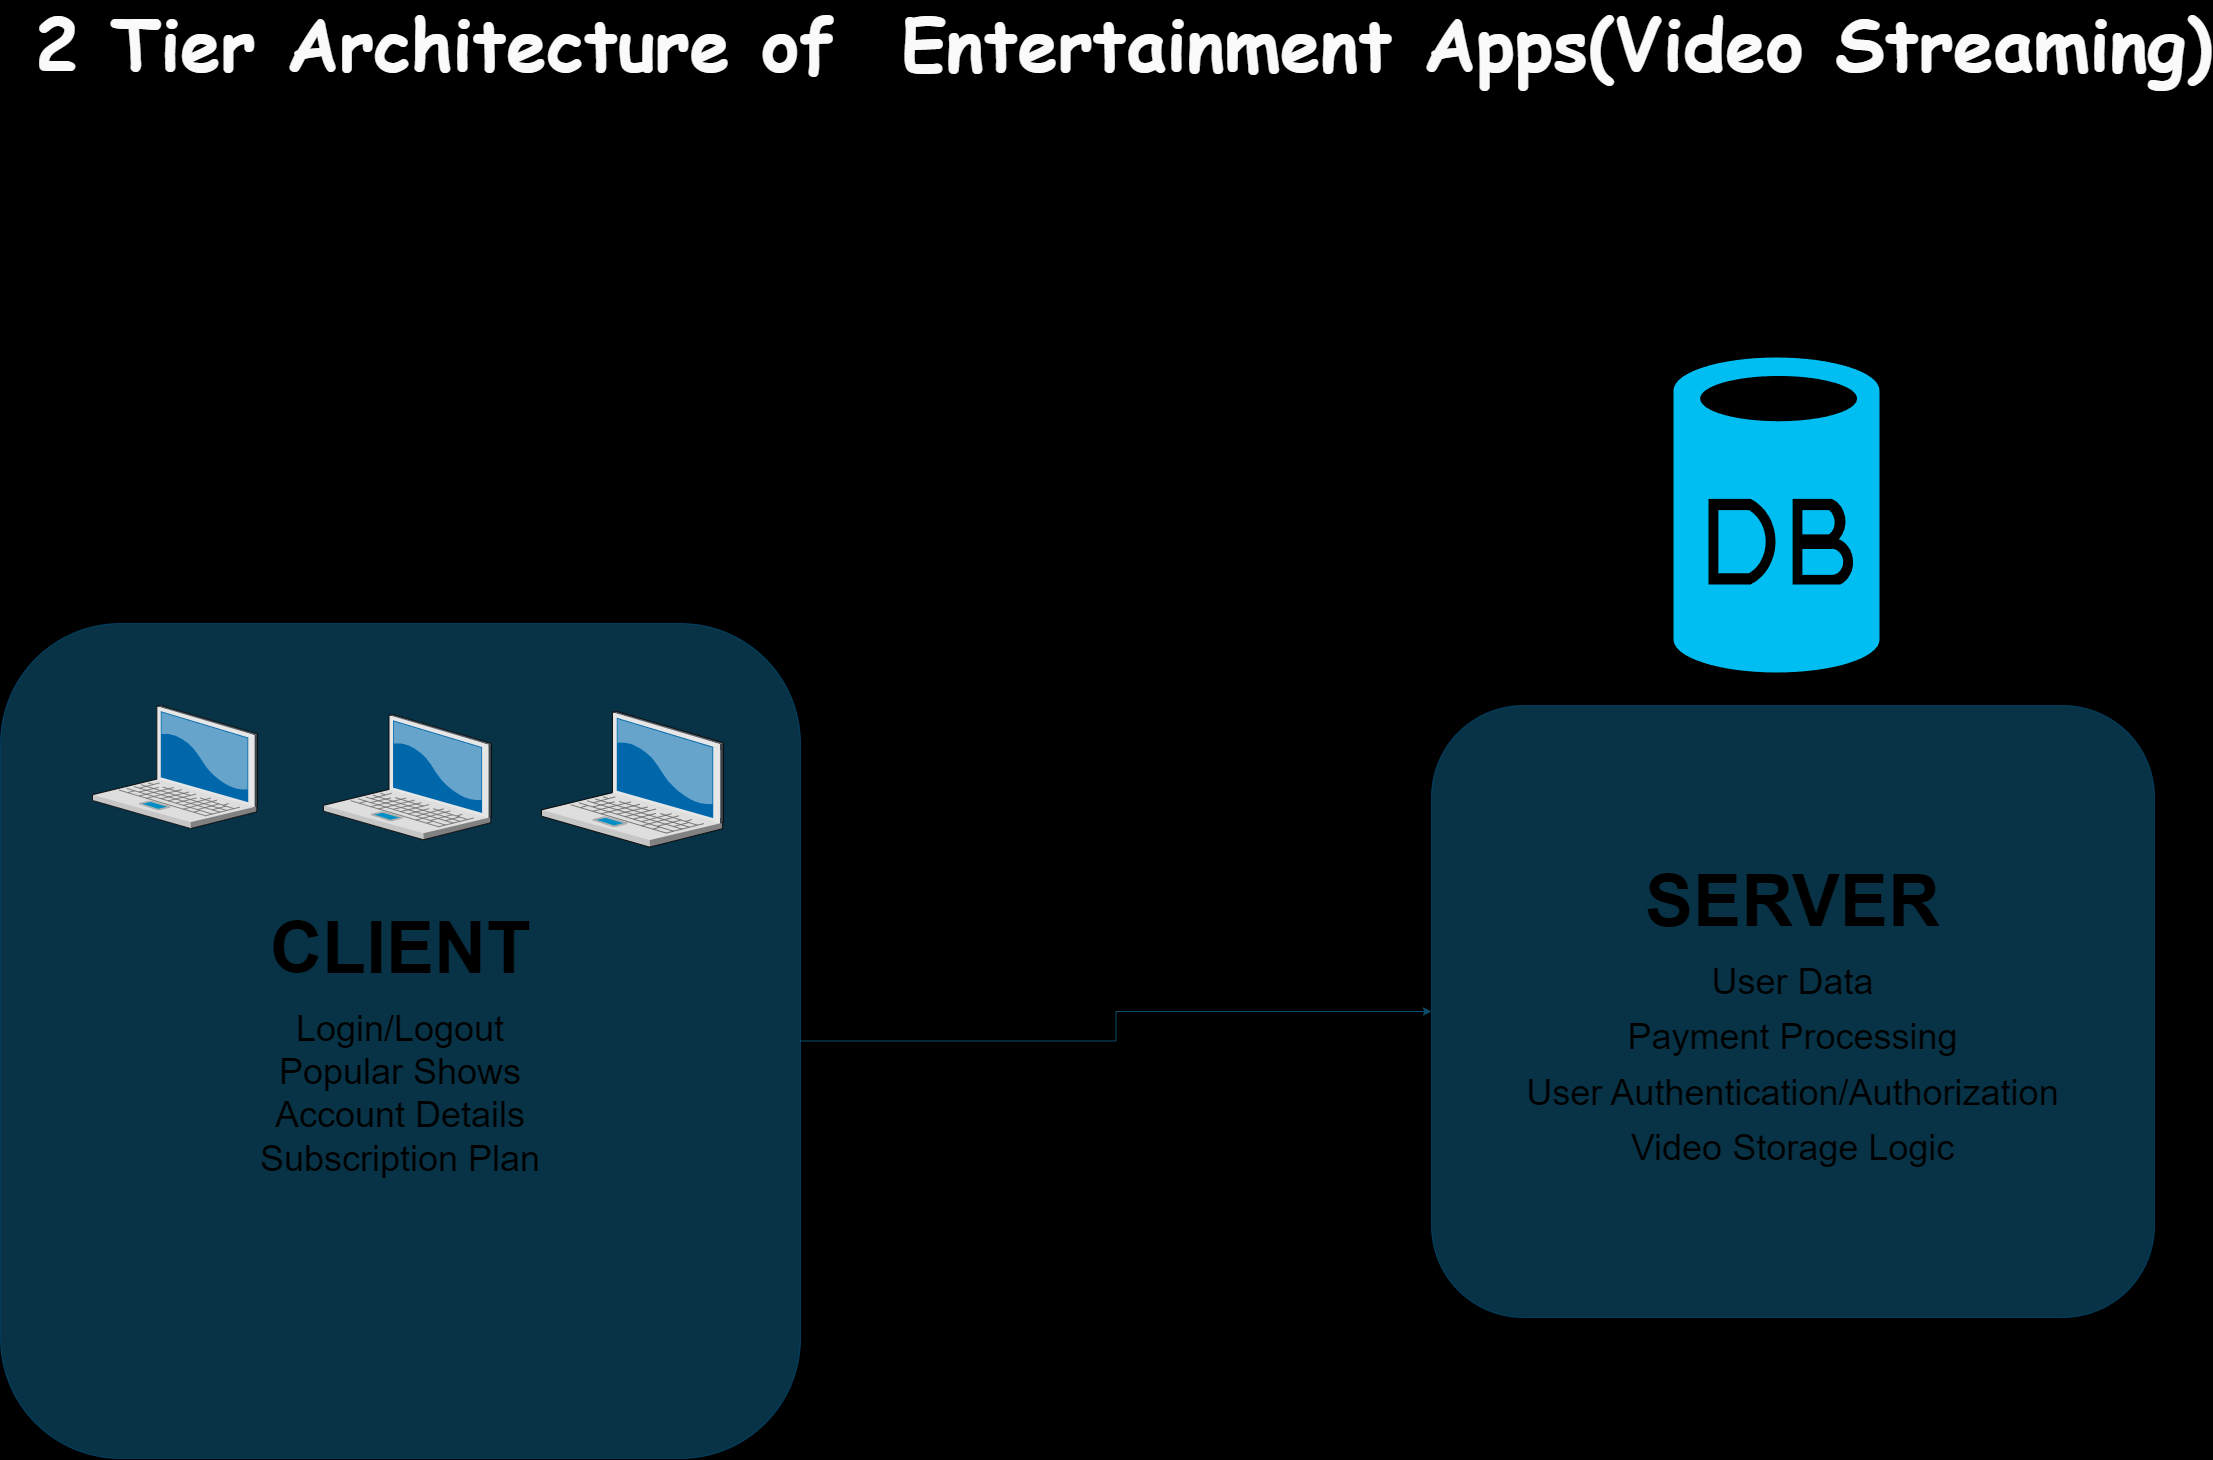 2 Tier Architecture of Entertainment Apps(Video Streaming)
DB
CLIENT
Login/Logout
Popular Shows
Account Details
Subscription Plan
SERVER
User Data
Payment Processing
User Authentication/Authorization
Video Storage Logic